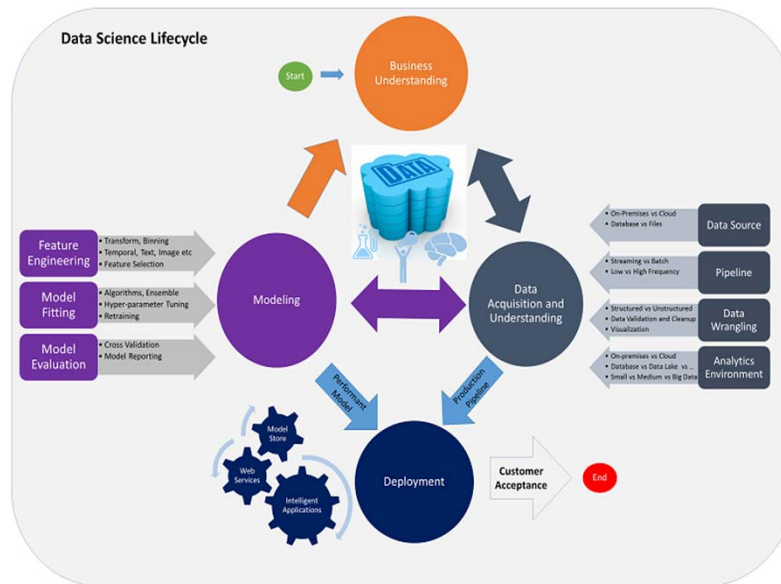 Data Science Lifecycle
Start
Business
Understanding
DATA
Feature
Engineering
• Transform, Binning
• Temporal, Text, Image etc
• Feature Selection
Model
Fitting
• Algorithms, Ensemble
• Hyper-parameter Tuning
• Retraining
Model
Evaluation
• Cross Validation
• Model Reporting
Modeling
Data
Acquisition and
Understanding
• On-Premises vs Cloud
• Database vs Files
Data Source
• Streaming vs Batch
• Low vs High Frequency
Pipeline
• Structured vs Unstructured
• Data Validation and Cleanup
• Visualization
Data
Wrangling
• On-premises vs Cloud
• Database vs Data Lake vs ..
• Small vs Medium vs Big Data
Analytics
Environment
Performant
Model
Production
Pipeline
Model
Store
Web
Services
Intelligent
Applications
Deployment
Customer
Acceptance
End